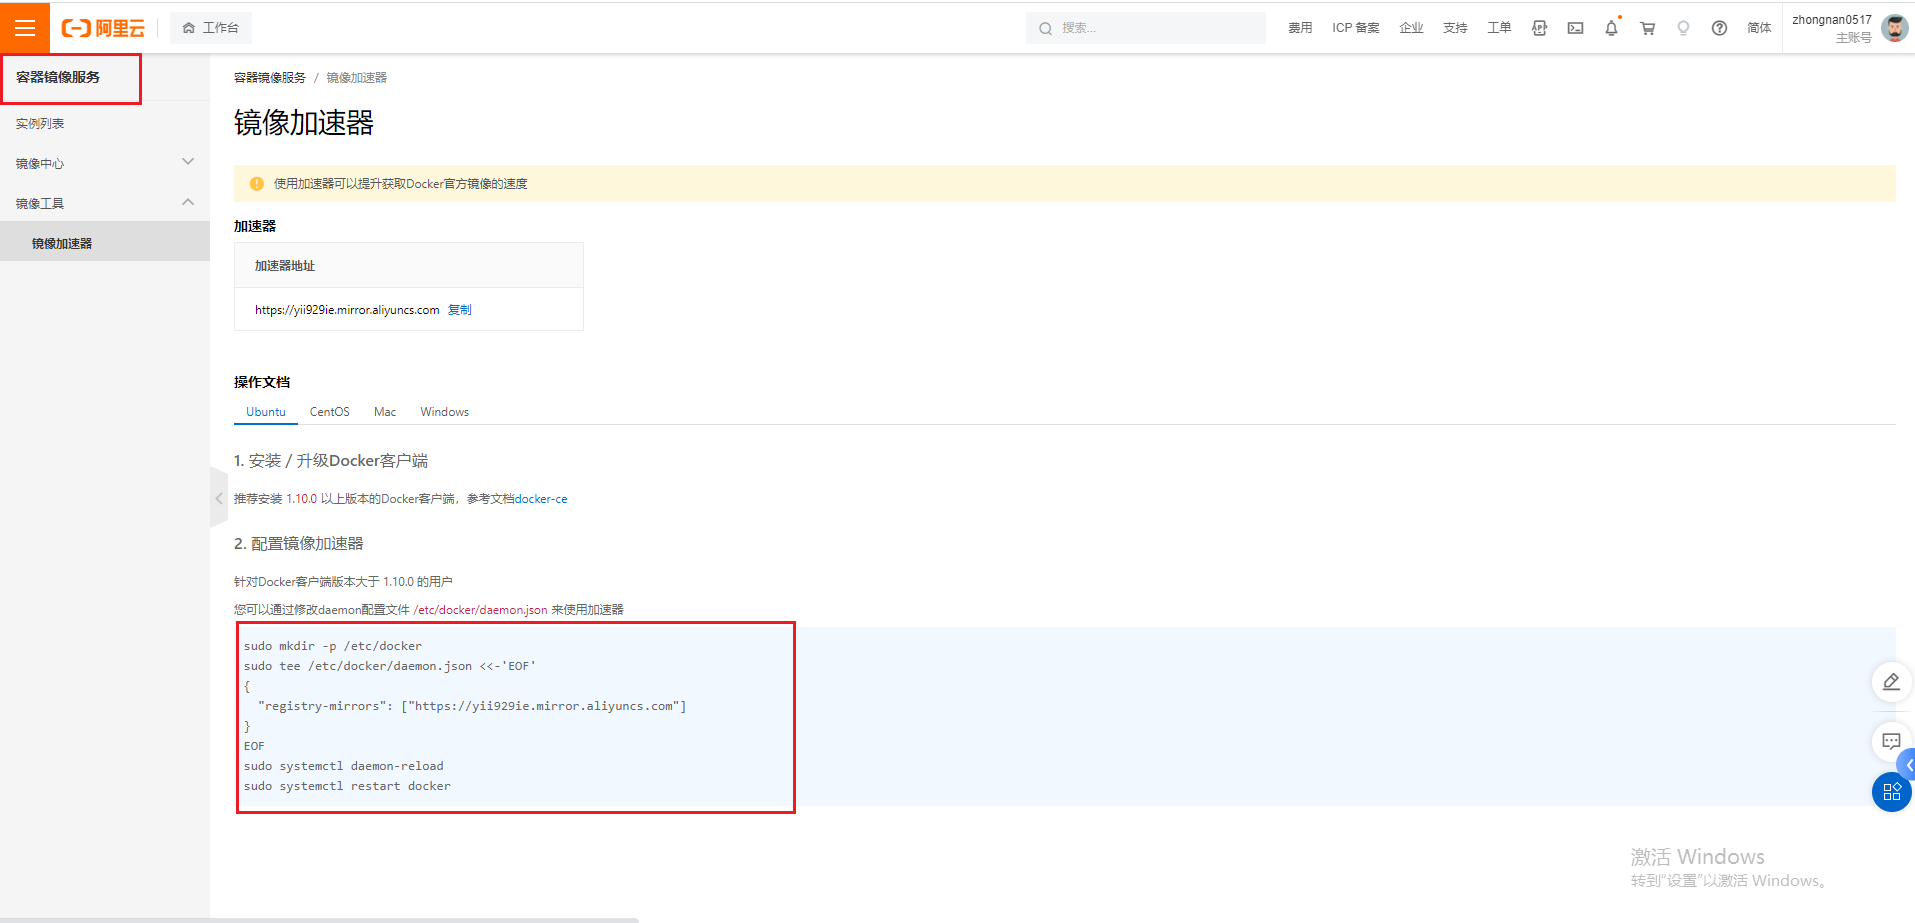 阿里云
工作台
搜索...
费用
ICP 备案
企业
支持
工单
简体
zhongnan0517
主账号
容器镜像服务
实例列表
镜像中心
镜像工具
镜像加速器
容器镜像服务 / 镜像加速器
镜像加速器
使用加速器可以提升获取Docker官方镜像的速度
加速器
加速器地址
https://yii929ie.mirror.aliyuncs.com 复制
操作文档
Ubuntu CentOS Mac Windows
1. 安装 / 升级Docker客户端
推荐安装 1.10.0 以上版本的Docker客户端，参考文档docker-ce
2. 配置镜像加速器
针对Docker客户端版本大于 1.10.0 的用户
您可以通过修改daemon配置文件 /etc/docker/daemon.json 来使用加速器
sudo mkdir -p /etc/docker
sudo tee /etc/docker/daemon.json <<-'EOF'
{
  "registry-mirrors": ["https://yii929ie.mirror.aliyuncs.com"]
}
EOF
sudo systemctl daemon-reload
sudo systemctl restart docker
激活 Windows
转到"设置"以激活 Windows。